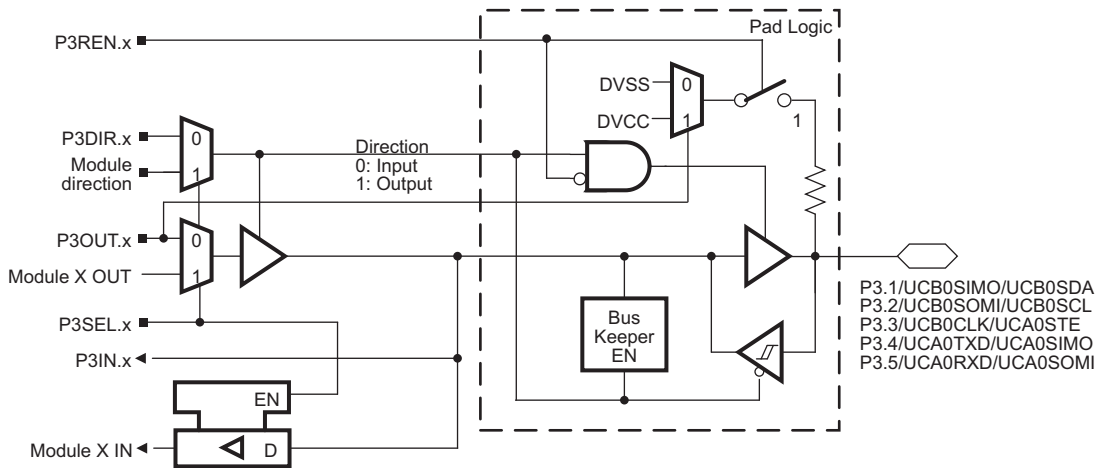 Pad Logic
P3REN.x
DVSS
0
DVCC
1
1
P3DIR.x
0
Module
direction
1
Direction
0: Input
1: Output
P3OUT.x
0
Module X OUT
1
P3SEL.x
P3IN.x
EN
Module X IN
D
Bus
Keeper
EN
P3.1/UCB0SIMO/UCB0SDA
P3.2/UCB0SOMI/UCB0SCL
P3.3/UCB0CLK/UCA0STE
P3.4/UCA0TXD/UCA0SIMO
P3.5/UCA0RXD/UCA0SOMI